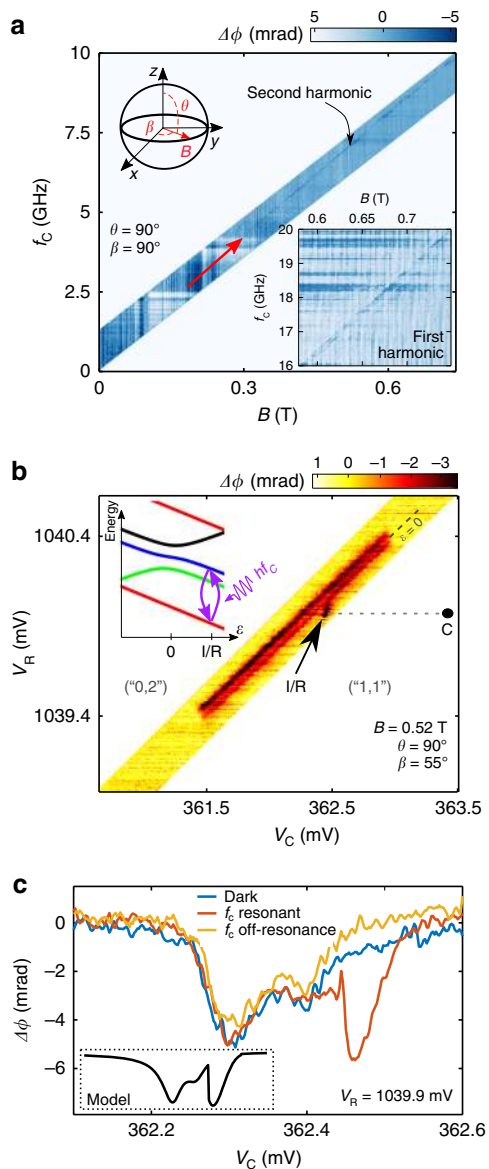 a
Δϕ (mrad)
5 0 −5
10
7.5
5
2.5
0
f_C (GHz)
z
θ
β
B
y
x
θ = 90°
β = 90°
Second harmonic
B (T)
0.6 0.65 0.7
20
19
18
17
16
f_C (GHz)
First
harmonic
0 0.3 0.6
B (T)
b
Δϕ (mrad)
1 0 −1 −2 −3
1040.4
1039.4
V_R (mV)
Energy
hf_C
0 I/R ε
ε = 0
C
I/R
("0,2")
("1,1")
B = 0.52 T
θ = 90°
β = 55°
361.5 362.5 363.5
V_C (mV)
c
Dark
f_c resonant
f_c off-resonance
0
−2
−4
−6
Δϕ (mrad)
Model
V_R = 1039.9 mV
362.2 362.4 362.6
V_C (mV)